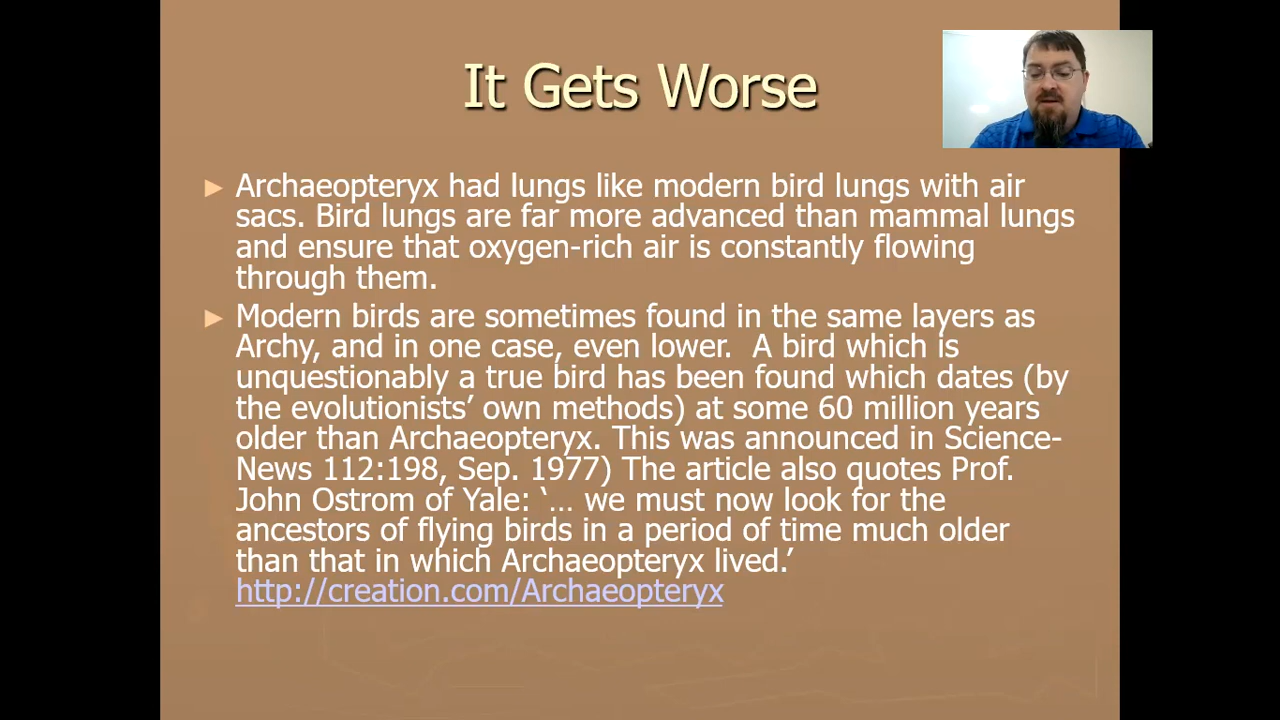 It Gets Worse
► Archaeopteryx had lungs like modern bird lungs with air
sacs. Bird lungs are far more advanced than mammal lungs
and ensure that oxygen-rich air is constantly flowing
through them.
► Modern birds are sometimes found in the same layers as
Archy, and in one case, even lower.  A bird which is
unquestionably a true bird has been found which dates (by
the evolutionists’ own methods) at some 60 million years
older than Archaeopteryx. This was announced in Science-
News 112:198, Sep. 1977) The article also quotes Prof.
John Ostrom of Yale: ‘… we must now look for the
ancestors of flying birds in a period of time much older
than that in which Archaeopteryx lived.’
http://creation.com/Archaeopteryx